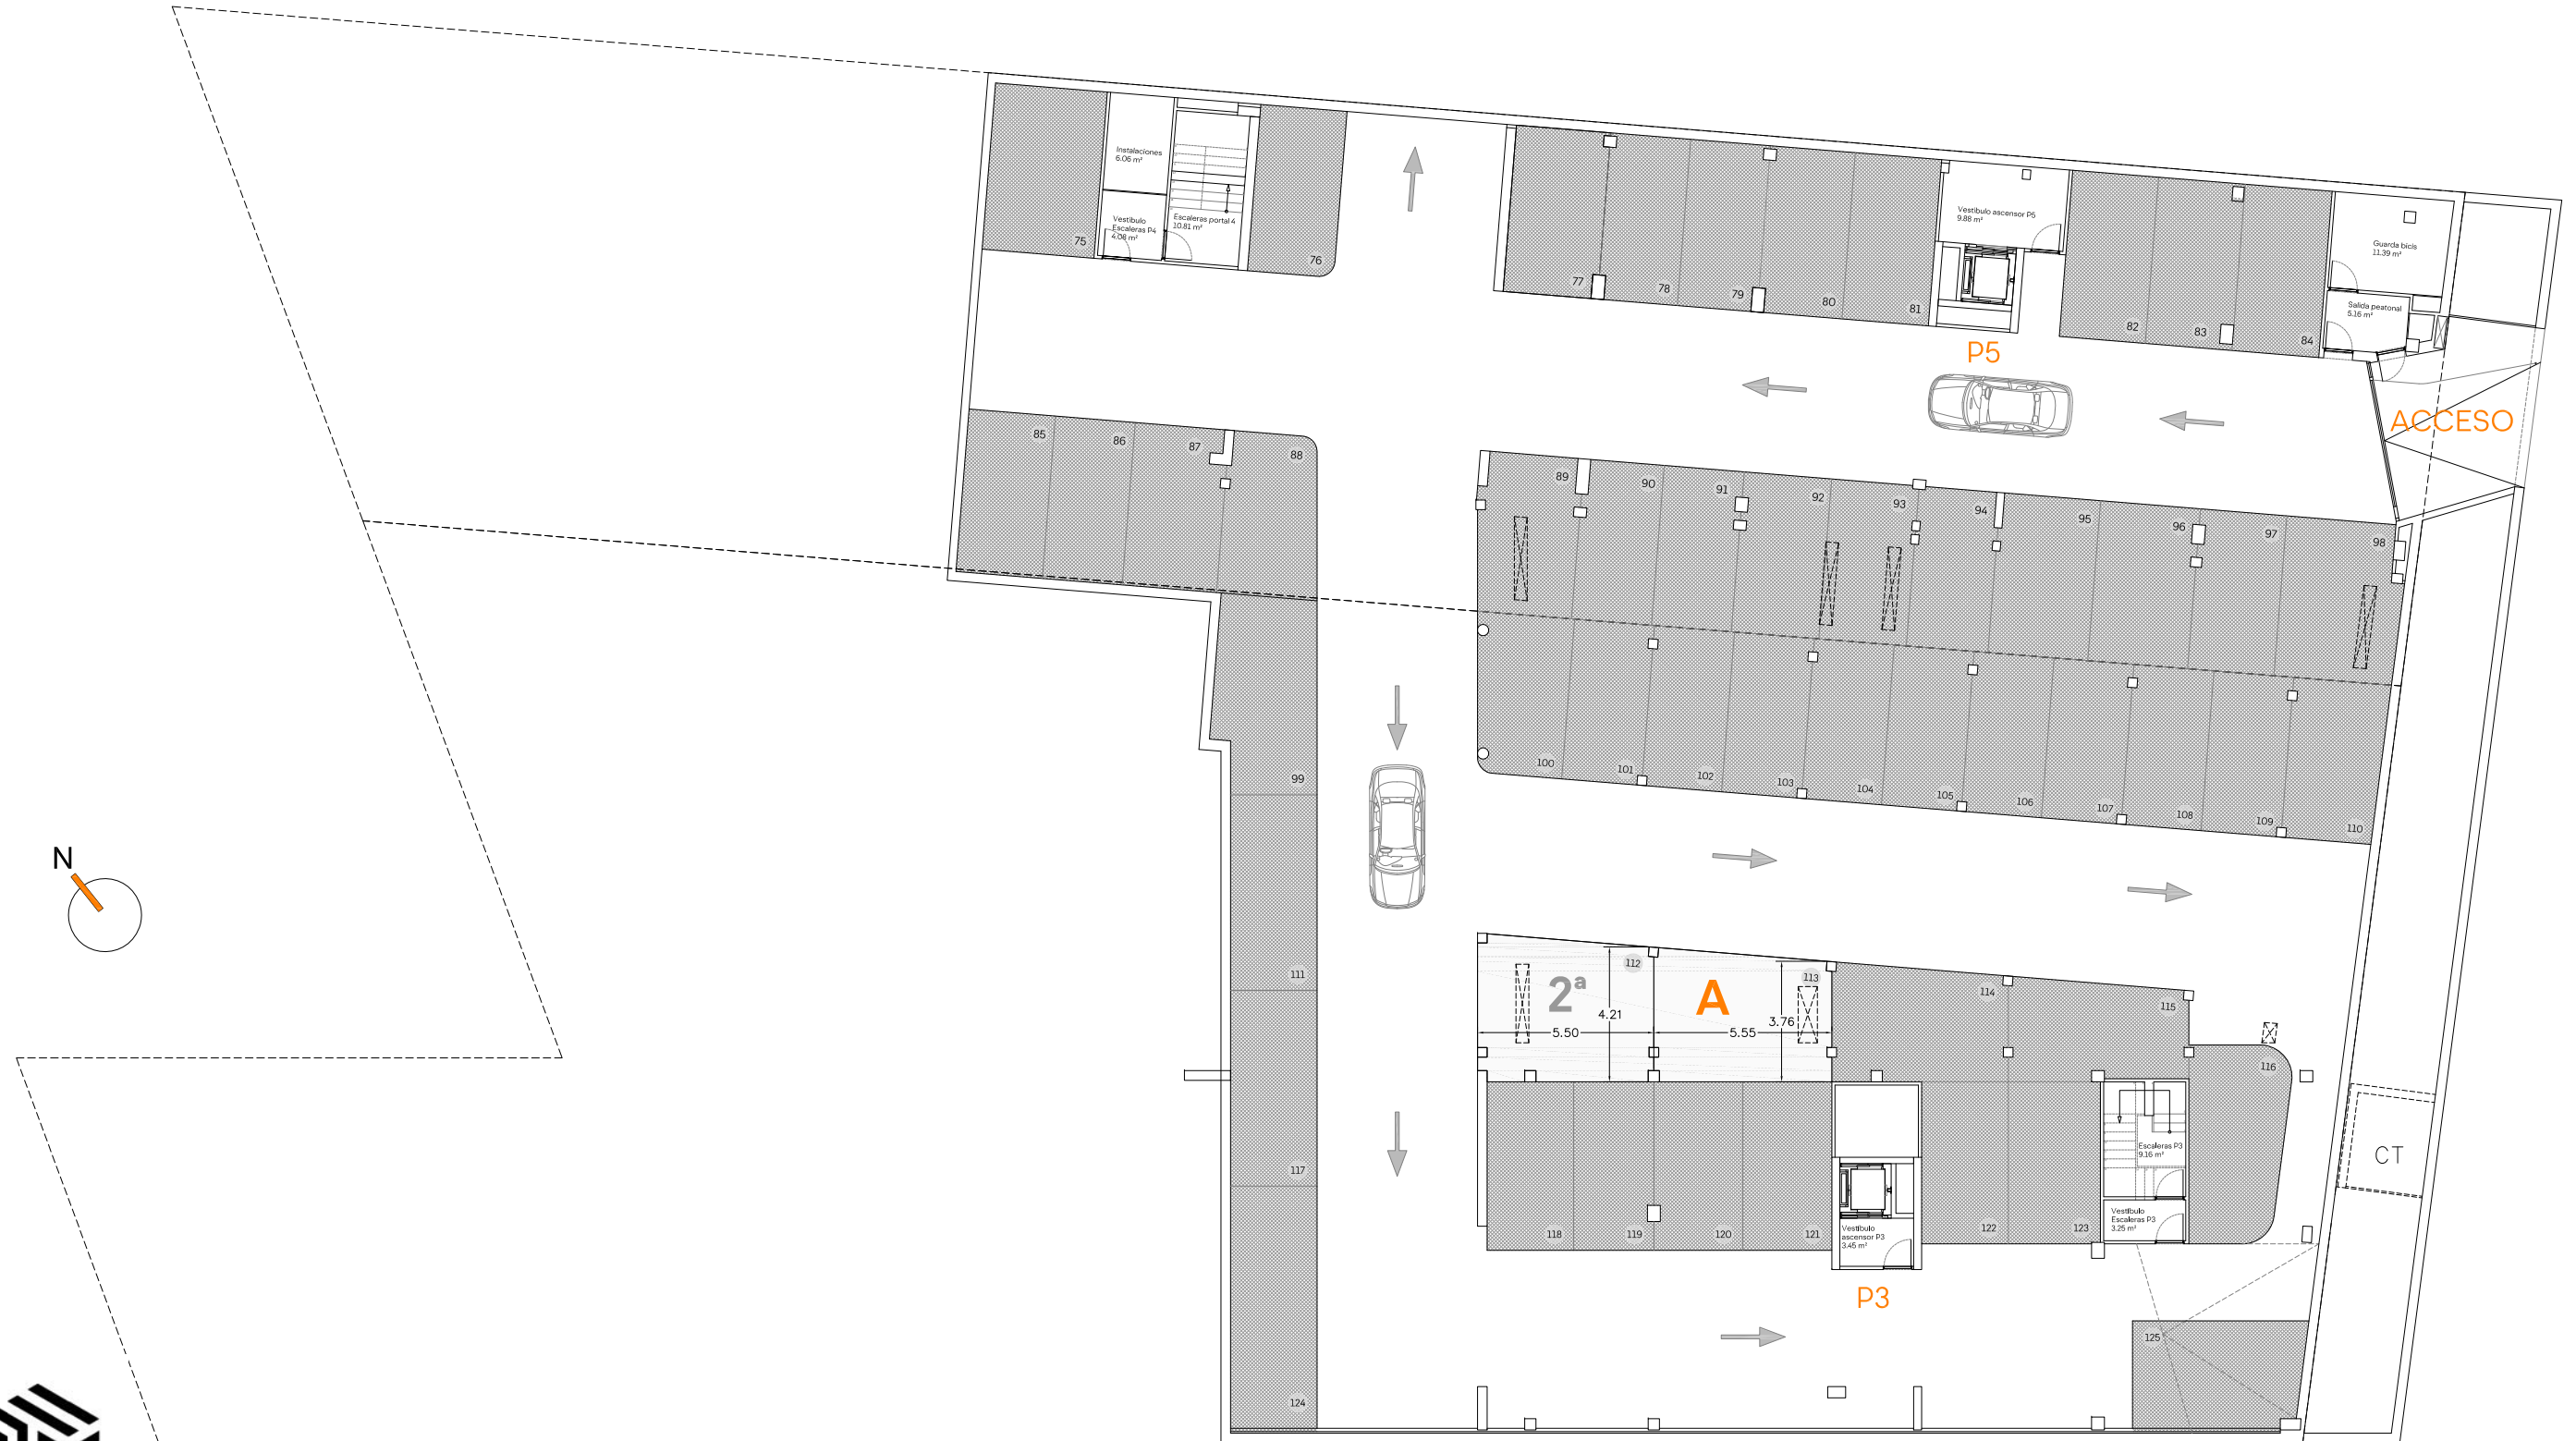 Instalaciones
6.06 m²
Vestíbulo
Escaleras P4
4.08 m²
Escaleras portal 4
10.81 m²
75
76
77
78
79
80
81
Vestíbulo ascensor P5
9.88 m²
82
83
84
Guarda bicis
11.39 m²
Salida peatonal
5.16 m²
P5
ACCESO
85
86
87
88
89
90
91
92
93
94
95
96
97
98
99
100
101
102
103
104
105
106
107
108
109
110
N
111
112
2ª
4.21
5.50
A
113
3.76
5.55
114
115
116
117
118
119
120
121
Vestíbulo
ascensor P3
3.45 m²
122
123
Escaleras P3
9.16 m²
Vestíbulo
Escaleras P3
3.25 m²
CT
P3
124
125